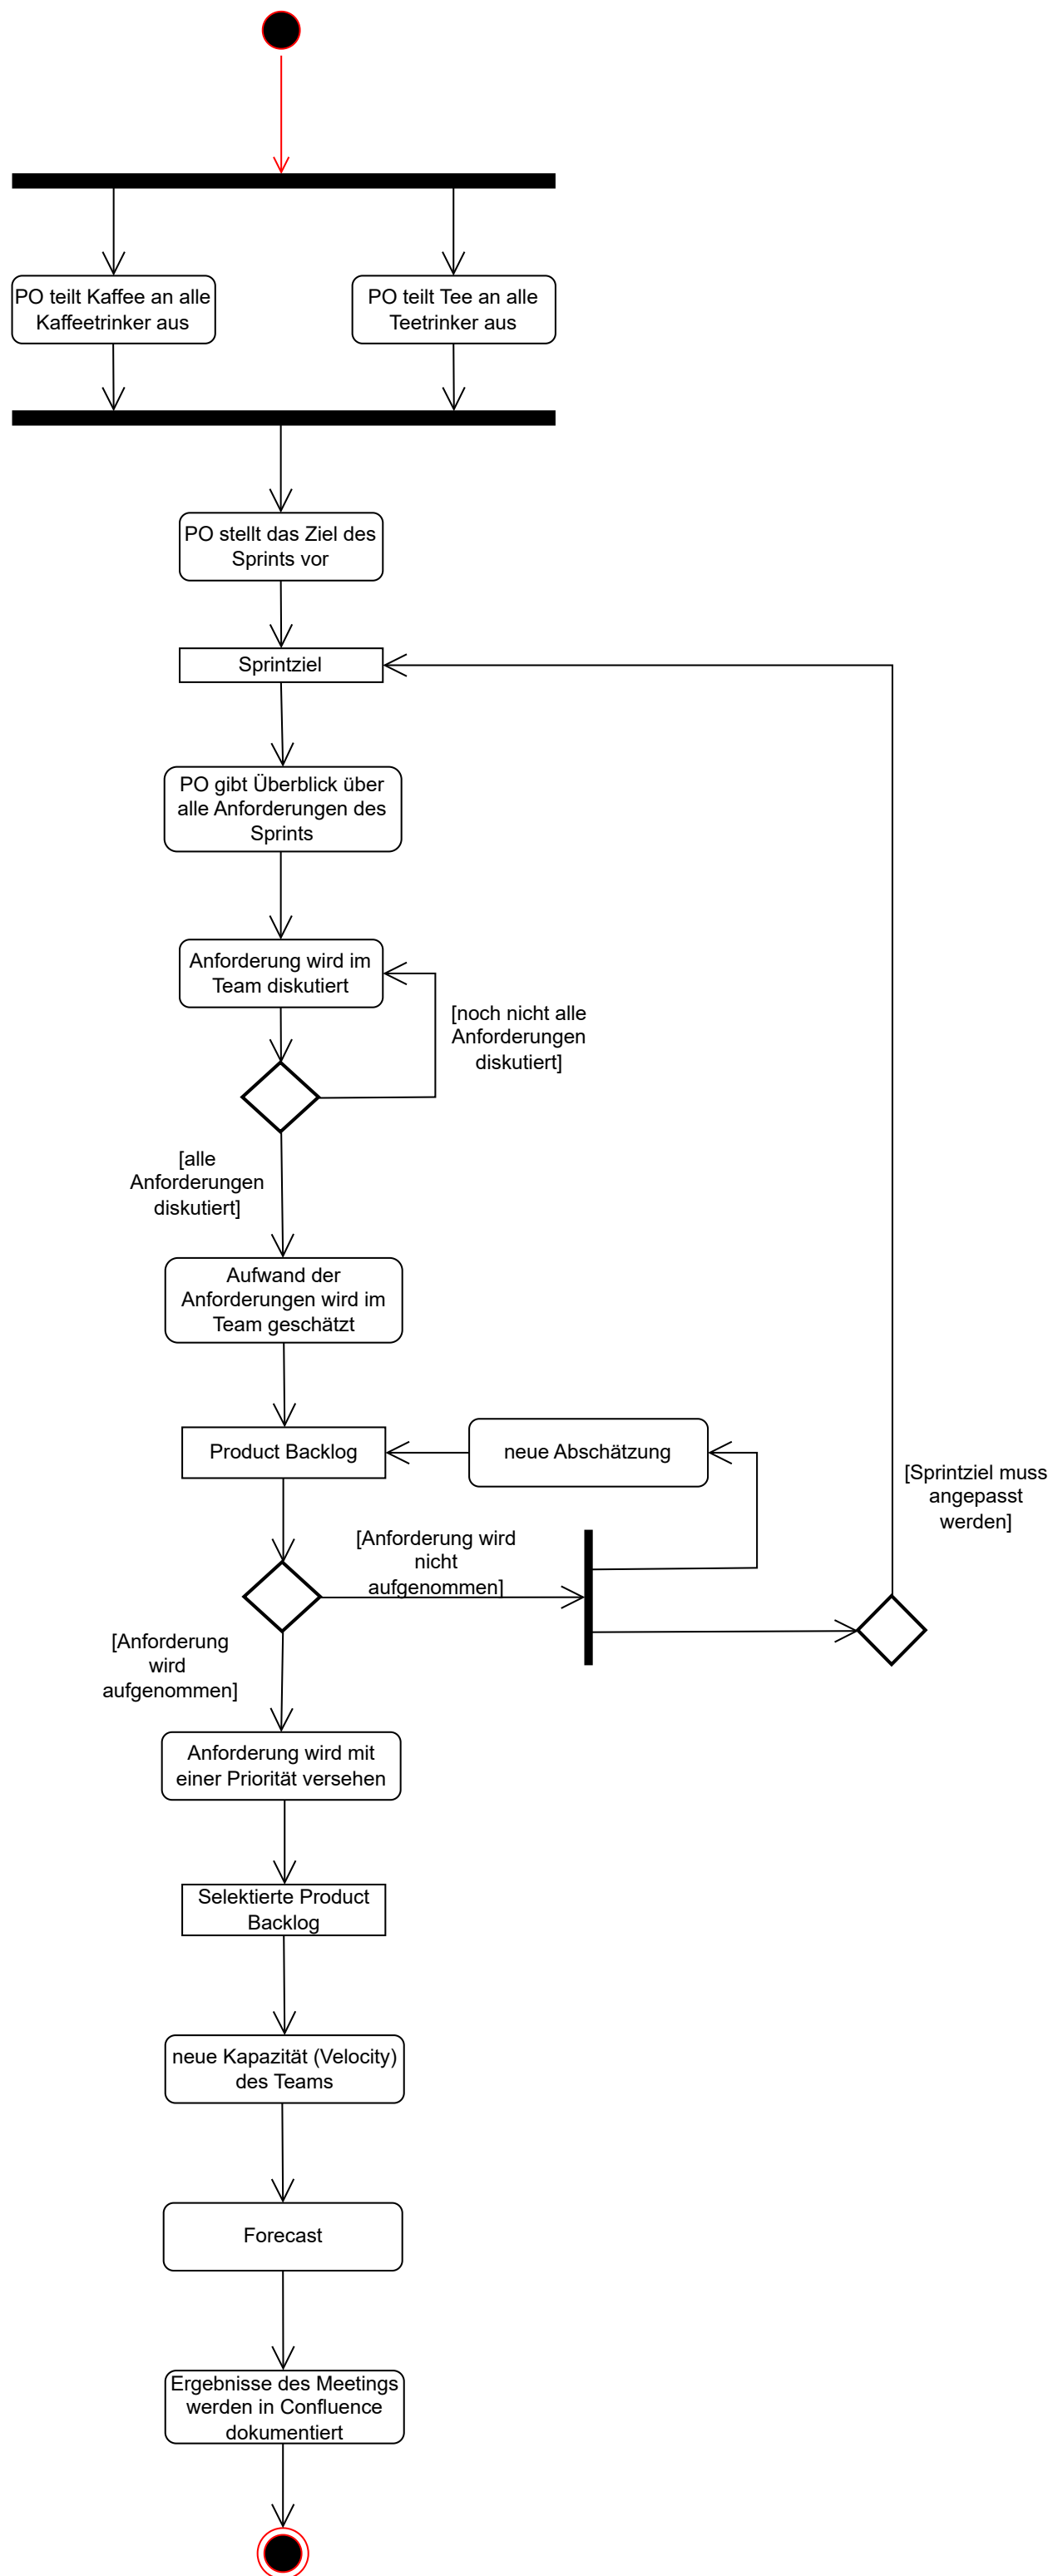 PO teilt Kaffee an alle
Kaffeetrinker aus
PO teilt Tee an alle
Teetrinker aus
PO stellt das Ziel des
Sprints vor
Sprintziel
PO gibt Überblick über
alle Anforderungen des
Sprints
Anforderung wird im
Team diskutiert
[noch nicht alle
Anforderungen
diskutiert]
[alle
Anforderungen
diskutiert]
Aufwand der
Anforderungen wird im
Team geschätzt
Product Backlog
neue Abschätzung
[Sprintziel muss
angepasst
werden]
[Anforderung wird
nicht
aufgenommen]
[Anforderung
wird
aufgenommen]
Anforderung wird mit
einer Priorität versehen
Selektierte Product
Backlog
neue Kapazität (Velocity)
des Teams
Forecast
Ergebnisse des Meetings
werden in Confluence
dokumentiert